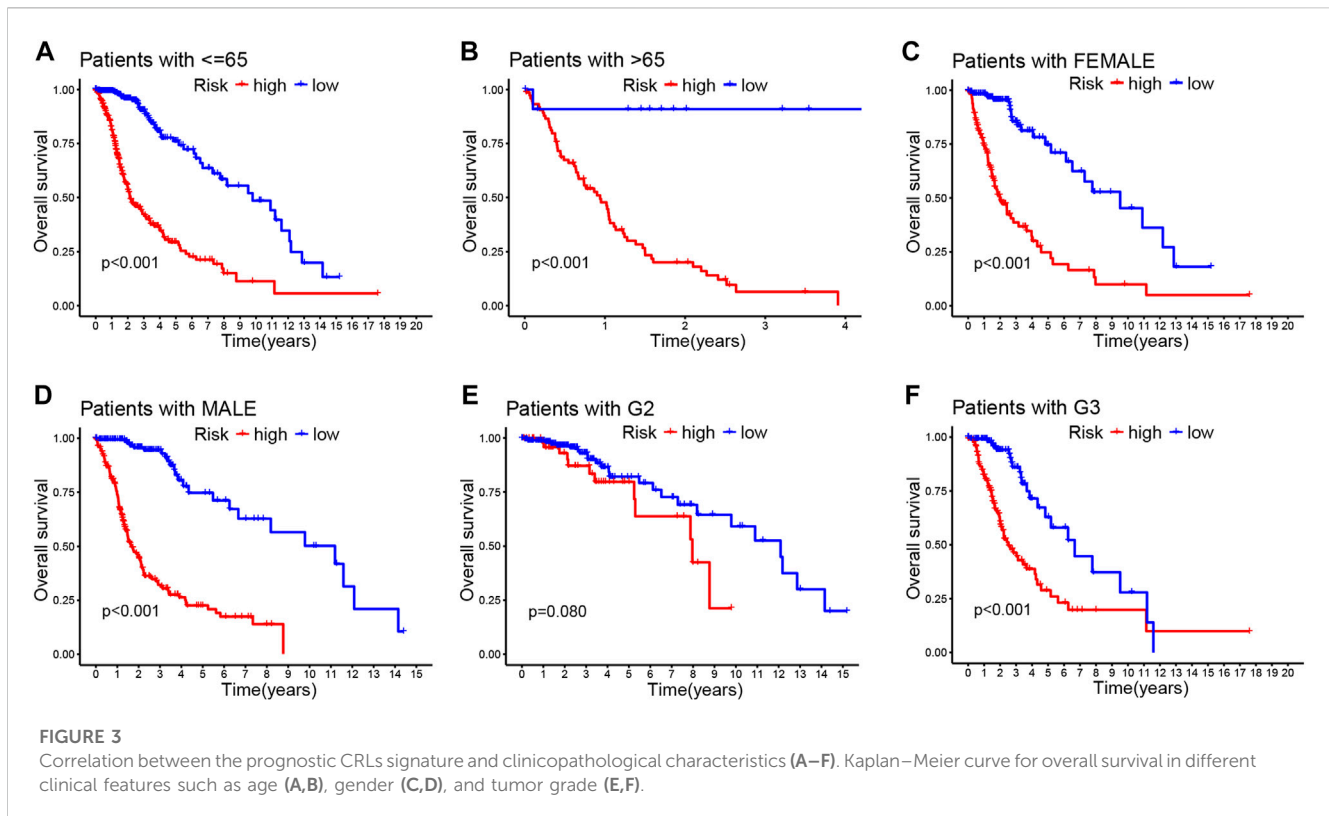 A
Patients with <=65
Risk high low
Overall survival
1.00
0.75
0.50
0.25
0.00
p<0.001
0 1 2 3 4 5 6 7 8 9 10 11 12 13 14 15 16 17 18 19 20
Time(years)
B
Patients with >65
Risk high low
Overall survival
1.00
0.75
0.50
0.25
0.00
p<0.001
0 1 2 3 4
Time(years)
C
Patients with FEMALE
Risk high low
Overall survival
1.00
0.75
0.50
0.25
0.00
p<0.001
0 1 2 3 4 5 6 7 8 9 10 11 12 13 14 15 16 17 18 19 20
Time(years)
D
Patients with MALE
Risk high low
Overall survival
1.00
0.75
0.50
0.25
0.00
p<0.001
0 1 2 3 4 5 6 7 8 9 10 11 12 13 14 15
Time(years)
E
Patients with G2
Risk high low
Overall survival
1.00
0.75
0.50
0.25
0.00
p=0.080
0 1 2 3 4 5 6 7 8 9 10 11 12 13 14 15
Time(years)
F
Patients with G3
Risk high low
Overall survival
1.00
0.75
0.50
0.25
0.00
p<0.001
0 1 2 3 4 5 6 7 8 9 10 11 12 13 14 15 16 17 18 19 20
Time(years)
FIGURE 3
Correlation between the prognostic CRLs signature and clinicopathological characteristics (A–F). Kaplan–Meier curve for overall survival in different
clinical features such as age (A,B), gender (C,D), and tumor grade (E,F).